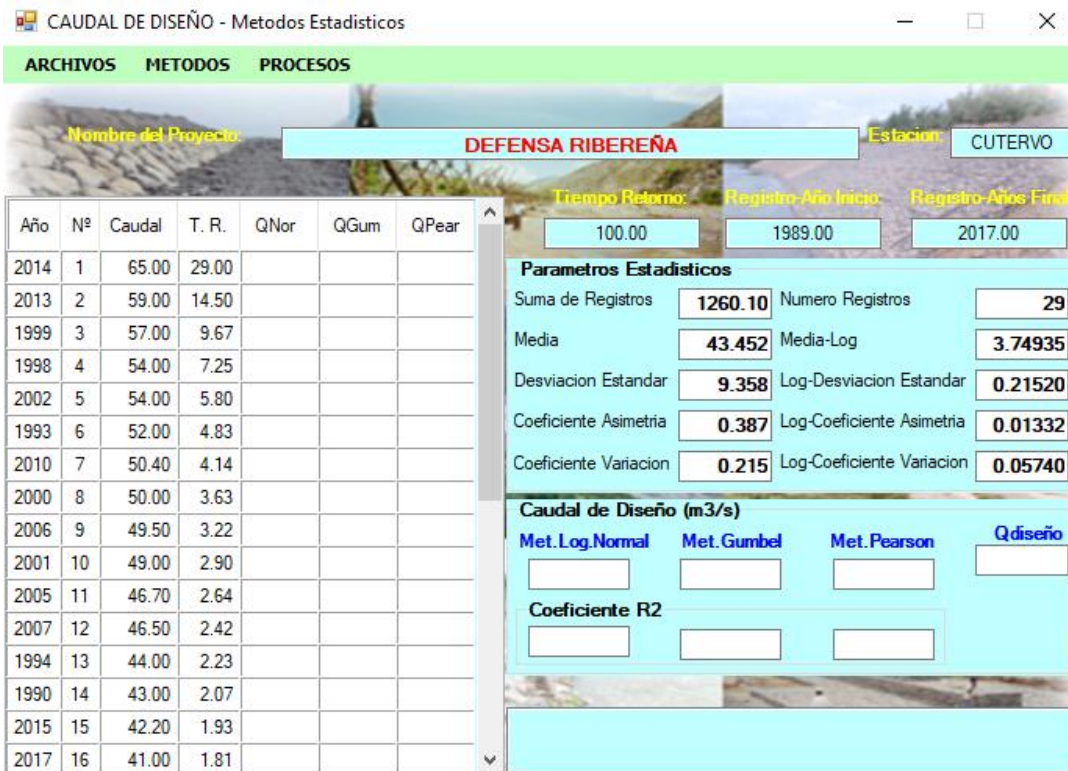 CAUDAL DE DISEÑO - Metodos Estadisticos
ARCHIVOS METODOS PROCESOS
Nombre del Proyecto: DEFENSA RIBEREÑA Estacion: CUTERVO
Tiempo Retorno: Registro-Año Inicio: Registro-Años Final
100.00 1989.00 2017.00
Año Nº Caudal T. R. QNor QGum QPear
2014 1 65.00 29.00
2013 2 59.00 14.50
1999 3 57.00 9.67
1998 4 54.00 7.25
2002 5 54.00 5.80
1993 6 52.00 4.83
2010 7 50.40 4.14
2000 8 50.00 3.63
2006 9 49.50 3.22
2001 10 49.00 2.90
2005 11 46.70 2.64
2007 12 46.50 2.42
1994 13 44.00 2.23
1990 14 43.00 2.07
2015 15 42.20 1.93
2017 16 41.00 1.81
Parametros Estadisticos
Suma de Registros 1260.10 Numero Registros 29
Media 43.452 Media-Log 3.74935
Desviacion Estandar 9.358 Log-Desviacion Estandar 0.21520
Coeficiente Asimetria 0.387 Log-Coeficiente Asimetria 0.01332
Coeficiente Variacion 0.215 Log-Coeficiente Variacion 0.05740
Caudal de Diseño (m3/s)
Met.Log.Normal Met.Gumbel Met.Pearson Qdiseño
Coeficiente R2